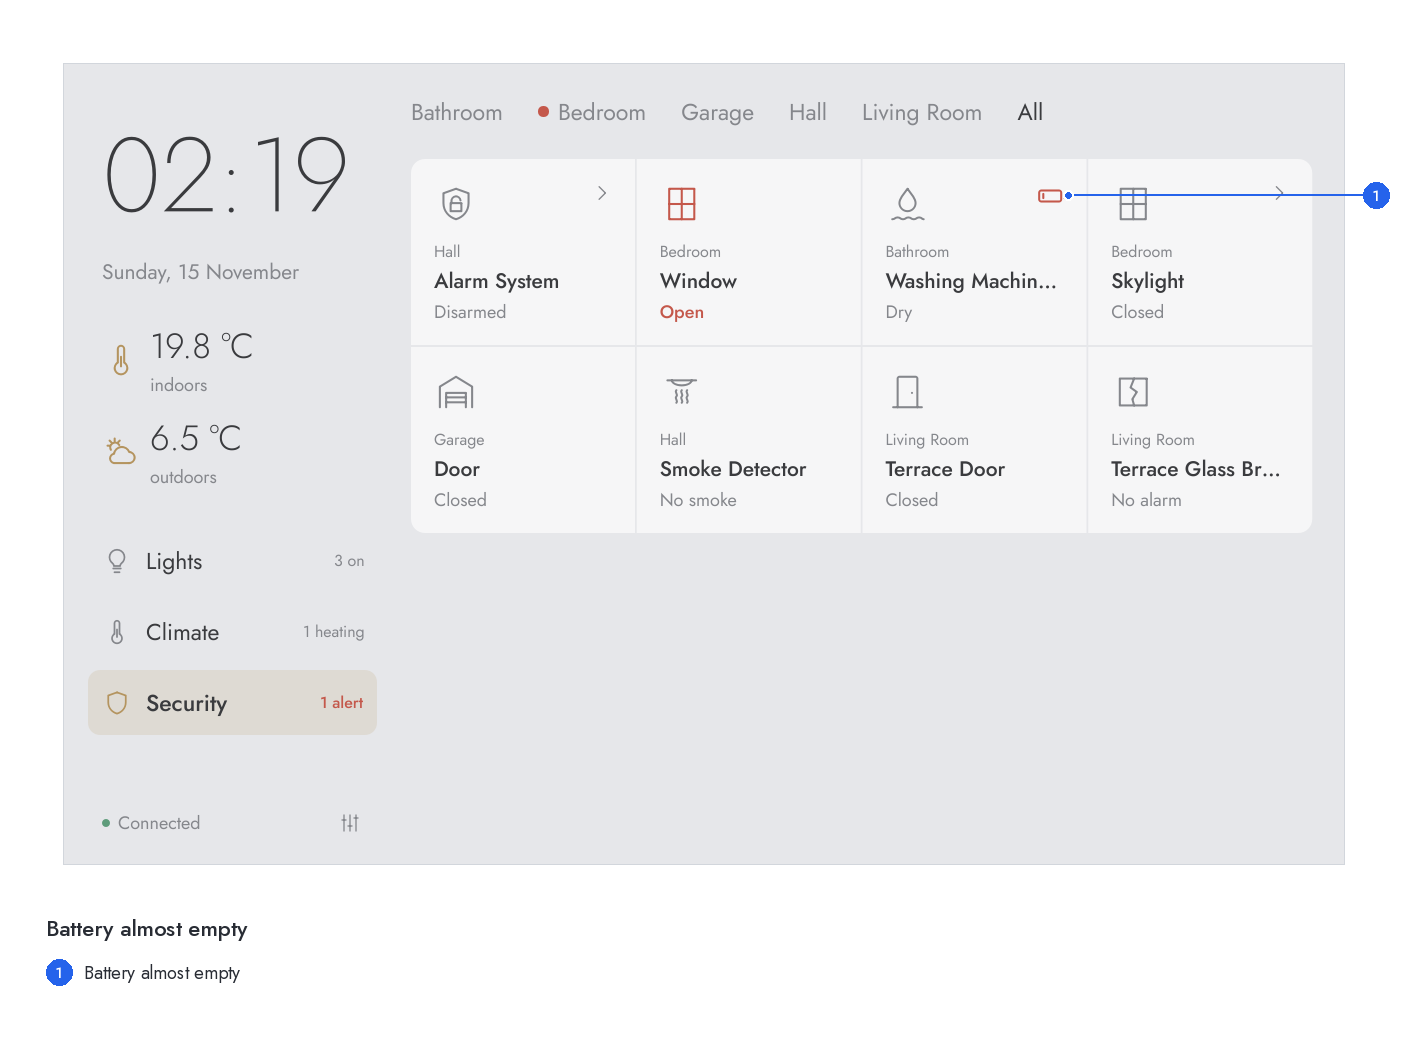 02:19
Sunday, 15 November
19.8 °C
indoors
6.5 °C
outdoors
Lights 3 on
Climate 1 heating
Security 1 alert
Connected
Bathroom Bedroom Garage Hall Living Room All
Hall
Alarm System
Disarmed
Bedroom
Window
Open
Bathroom
Washing Machin...
Dry
Bedroom
Skylight
Closed
1
Garage
Door
Closed
Hall
Smoke Detector
No smoke
Living Room
Terrace Door
Closed
Living Room
Terrace Glass Br...
No alarm
Battery almost empty
1 Battery almost empty